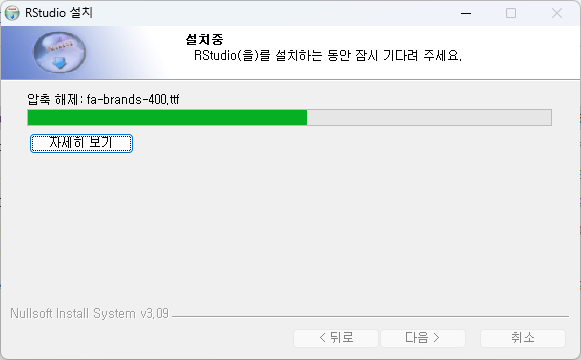 RStudio 설치
설치중
RStudio(을)를 설치하는 동안 잠시 기다려 주세요.
압축 해제: fa-brands-400.ttf
자세히 보기
Nullsoft Install System v3.09
< 뒤로
다음 >
취소